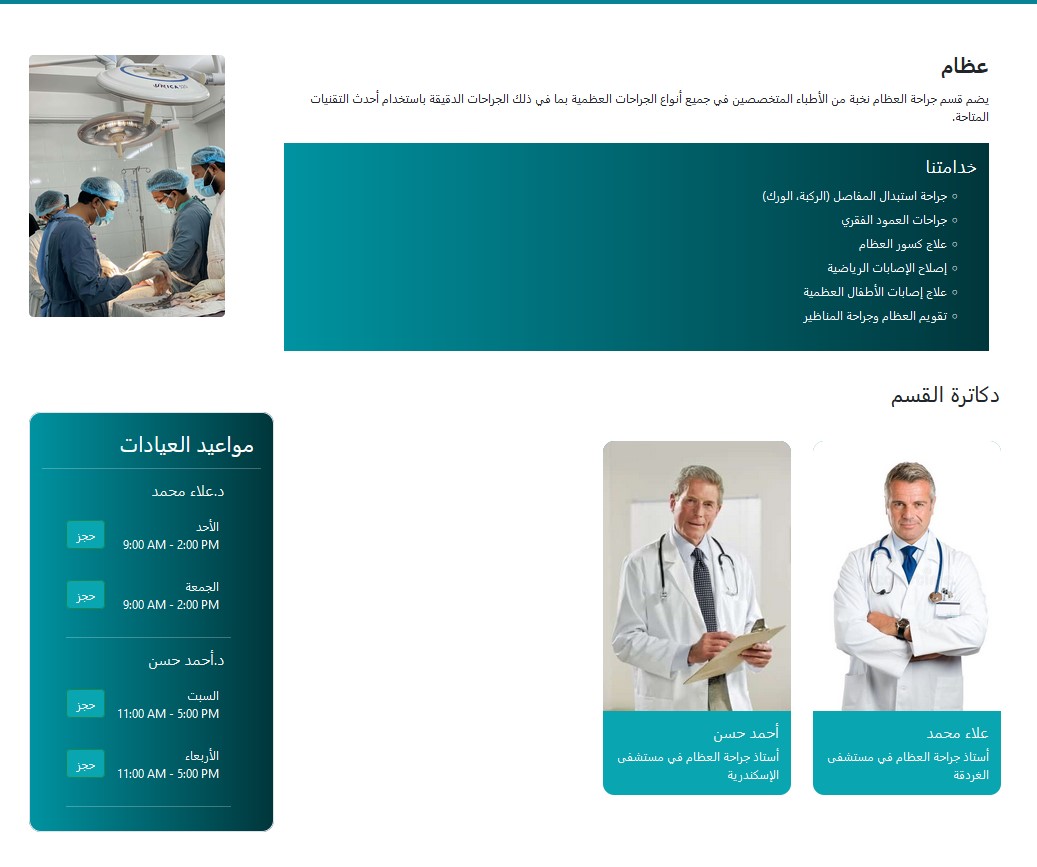 عظام
يضم قسم جراحة العظام نخبة من الأطباء المتخصصين في جميع أنواع الجراحات العظمية بما في ذلك الجراحات الدقيقة باستخدام أحدث التقنيات
المتاحة.
خدامتنا
جراحة استبدال المفاصل (الركبة، الورك)
جراحات العمود الفقري
علاج كسور العظام
إصلاح الإصابات الرياضية
علاج إصابات الأطفال العظمية
تقويم العظام وجراحة المناظير
دكاترة القسم
علاء محمد
أستاذ جراحة العظام في مستشفى
الغردقة
أحمد حسن
أستاذ جراحة العظام في مستشفى
الإسكندرية
مواعيد العيادات
د.علاء محمد
الأحد
9:00 AM - 2:00 PM
حجز
الجمعة
9:00 AM - 2:00 PM
حجز
د.أحمد حسن
السبت
11:00 AM - 5:00 PM
حجز
الأربعاء
11:00 AM - 5:00 PM
حجز